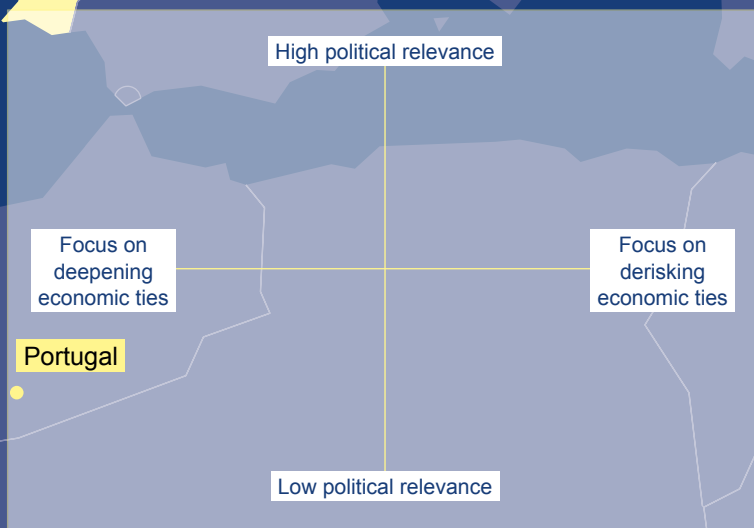 High political relevance
Focus on
deepening
economic ties
Focus on
derisking
economic ties
Portugal
Low political relevance